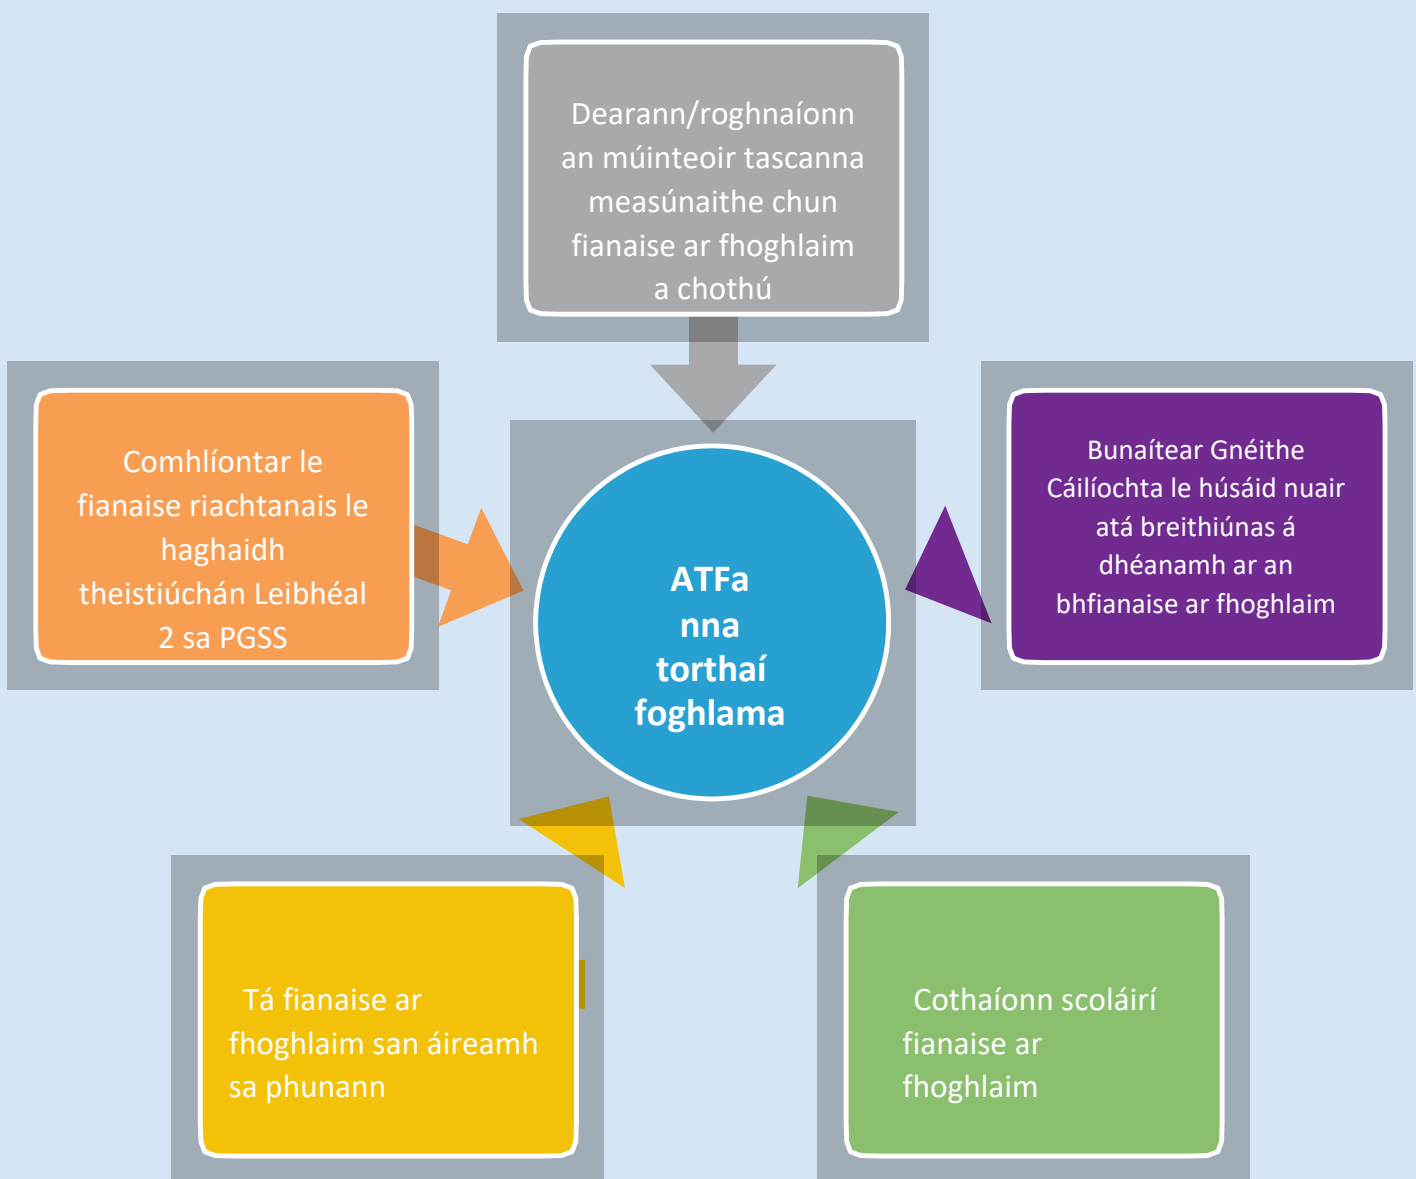 Dearann/roghnaíonn
an múinteoir tascanna
measúnaithe chun
fianaise ar fhoghlaim
a chothú
Comhlíontar le
fianaise riachtanais le
haghaidh
theistiúchán Leibhéal
2 sa PGSS
Bunaítear Gnéithe
Cáilíochta le húsáid nuair
atá breithiúnas á
dhéanamh ar an
bhfianaise ar fhoghlaim
ATFa
nna
torthaí
foghlama
Tá fianaise ar
fhoghlaim san áireamh
sa phunann
Cothaíonn scoláirí
fianaise ar
fhoghlaim